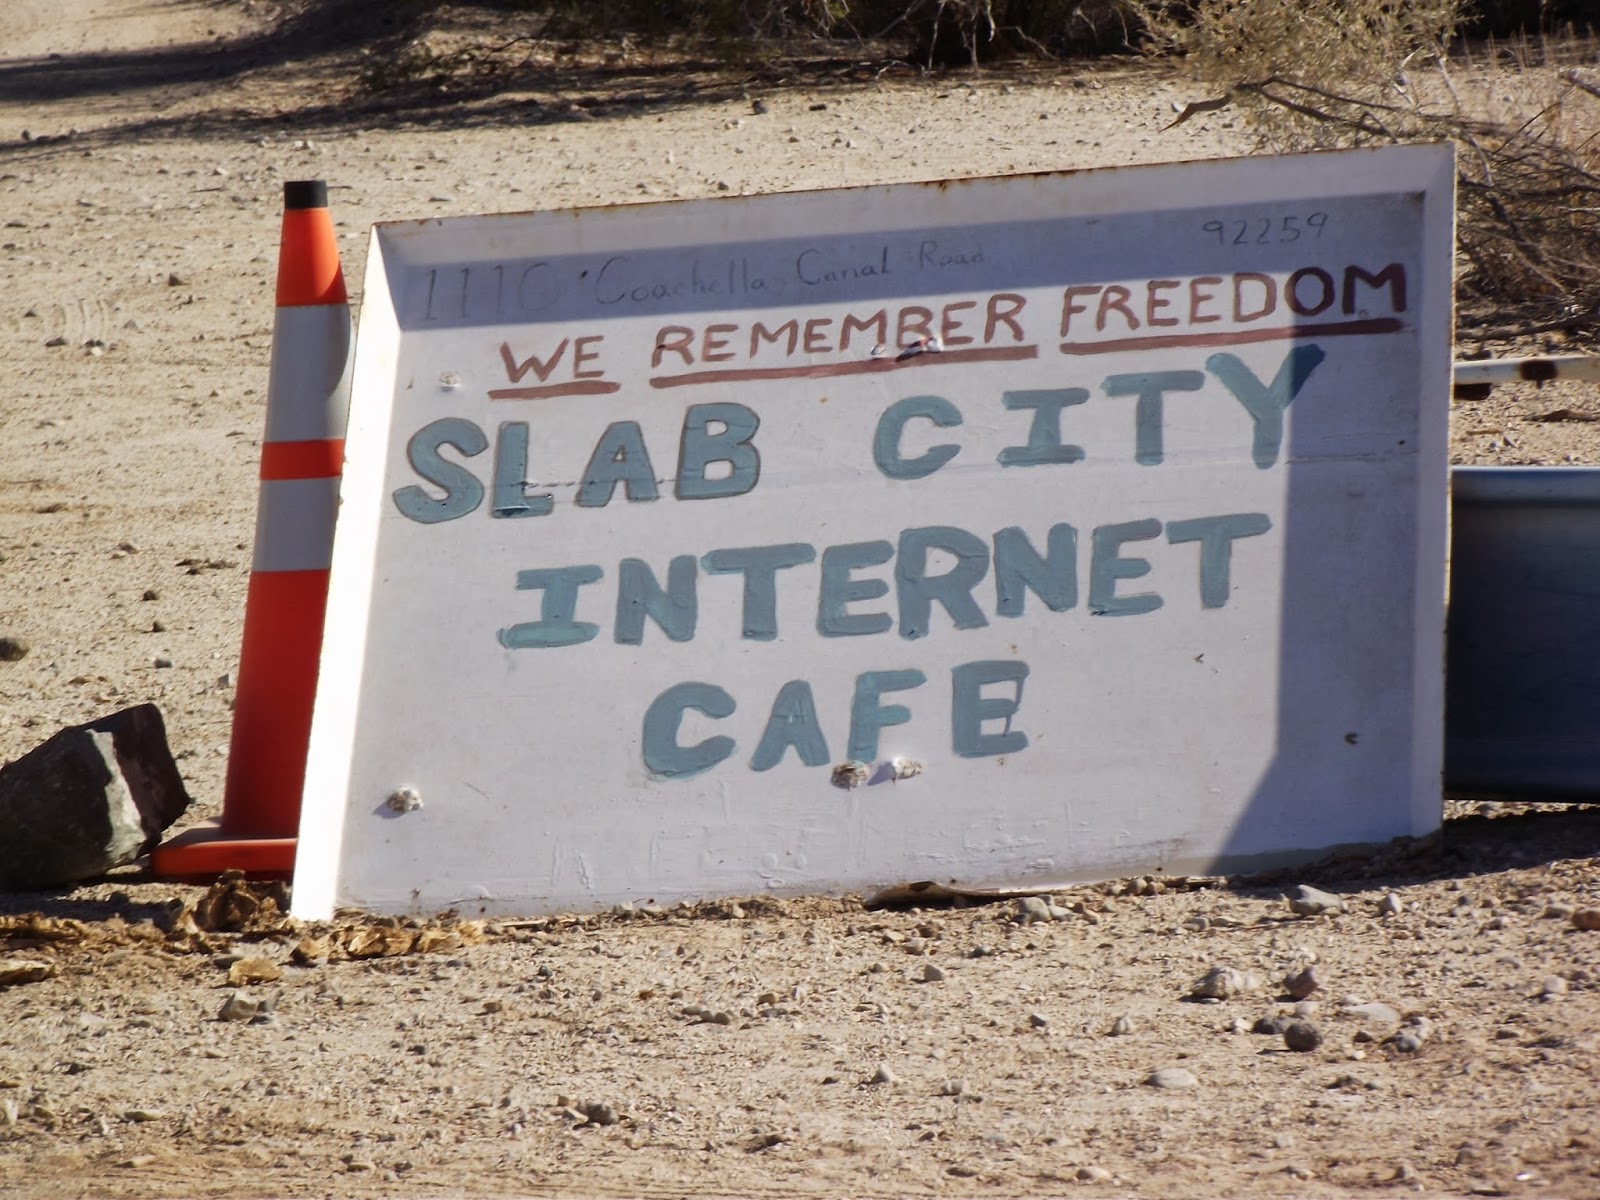 1110 Coachella Canal Road 92259
WE REMEMBER FREEDOM
SLAB CITY
INTERNET
CAFE